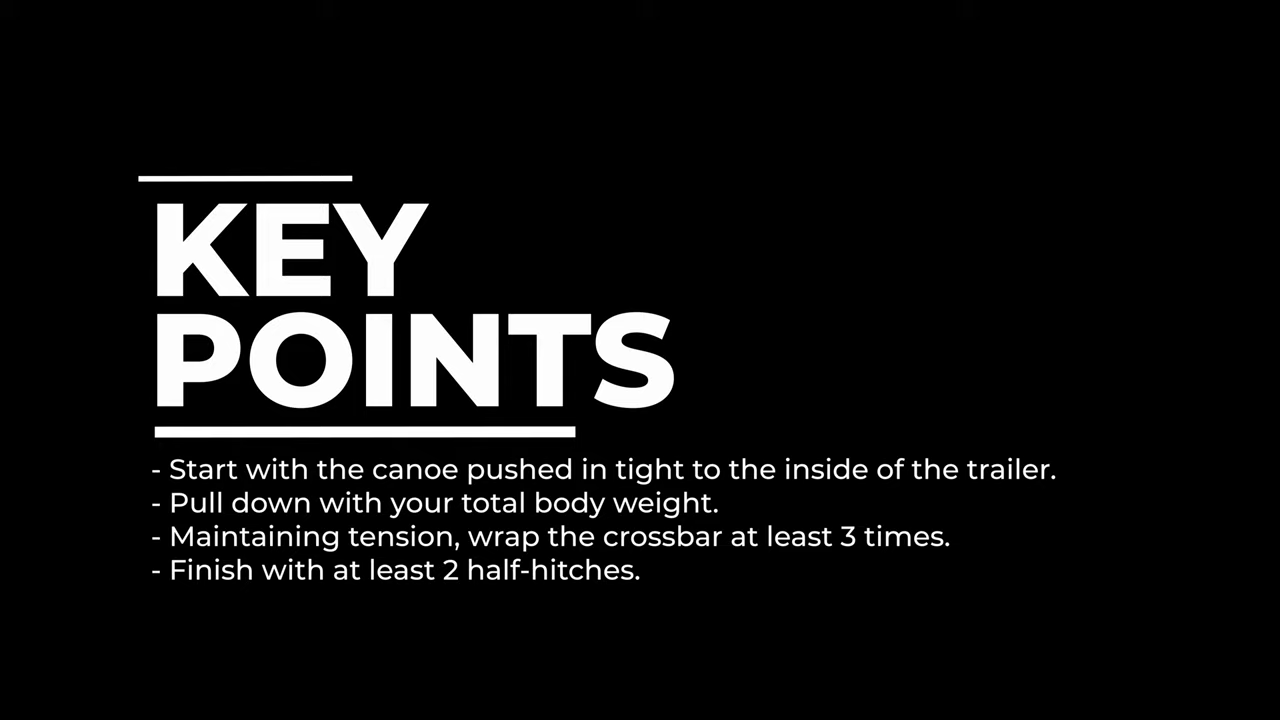 KEY
POINTS
- Start with the canoe pushed in tight to the inside of the trailer.
- Pull down with your total body weight.
- Maintaining tension, wrap the crossbar at least 3 times.
- Finish with at least 2 half-hitches.